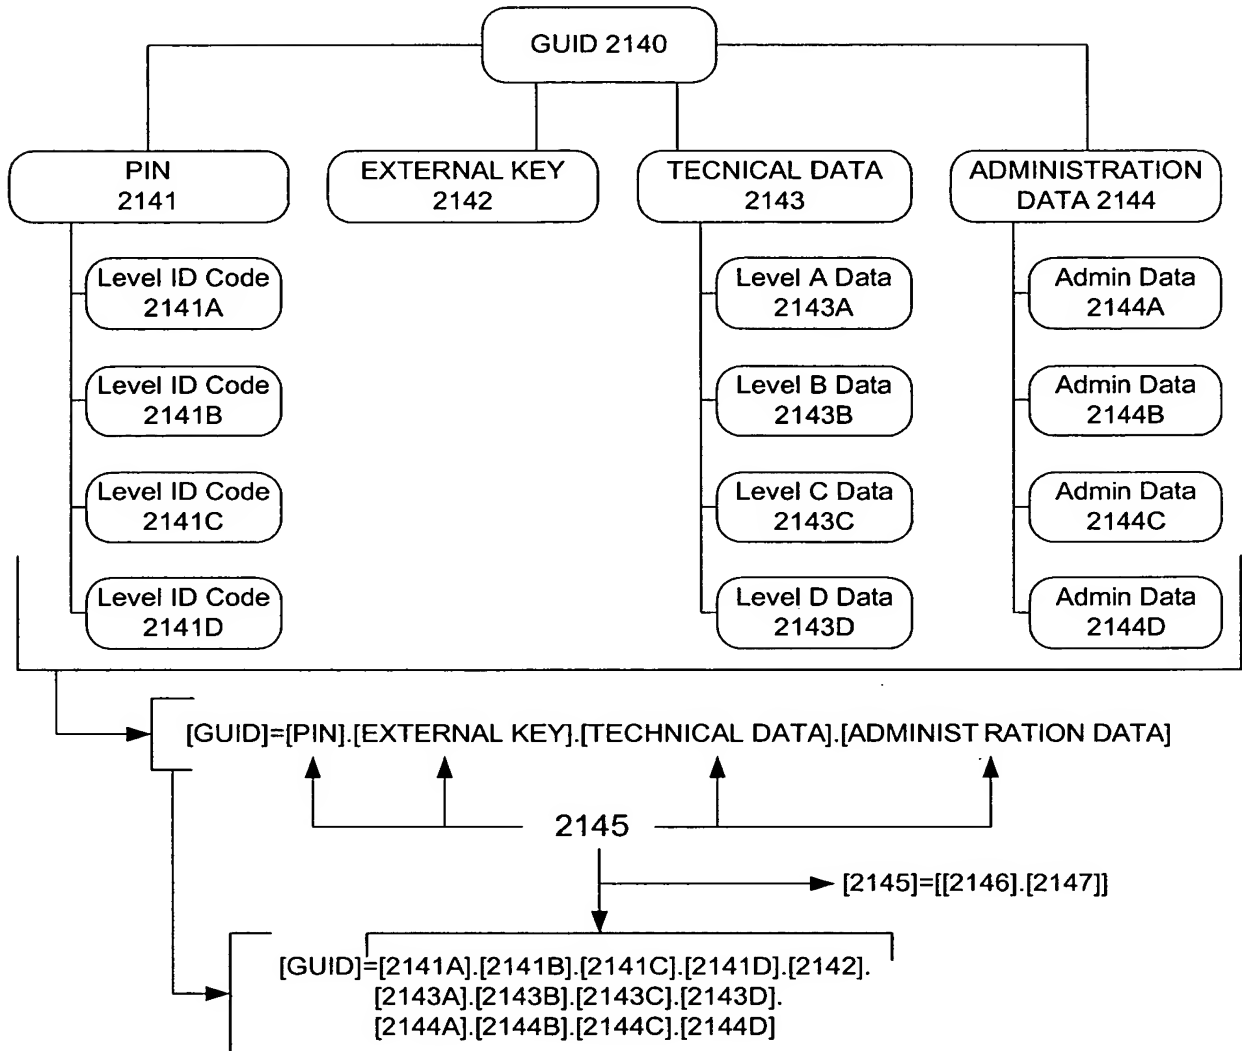 GUID 2140
PIN
2141
EXTERNAL KEY
2142
TECNICAL DATA
2143
ADMINISTRATION
DATA 2144
Level ID Code
2141A
Level A Data
2143A
Admin Data
2144A
Level ID Code
2141B
Level B Data
2143B
Admin Data
2144B
Level ID Code
2141C
Level C Data
2143C
Admin Data
2144C
Level ID Code
2141D
Level D Data
2143D
Admin Data
2144D
[GUID]=[PIN].[EXTERNAL KEY].[TECHNICAL DATA].[ADMINIST RATION DATA]
2145
[2145]=[[2146].[2147]]
[GUID]=[2141A].[2141B].[2141C].[2141D].[2142].
[2143A].[2143B].[2143C].[2143D].
[2144A].[2144B].[2144C].[2144D]